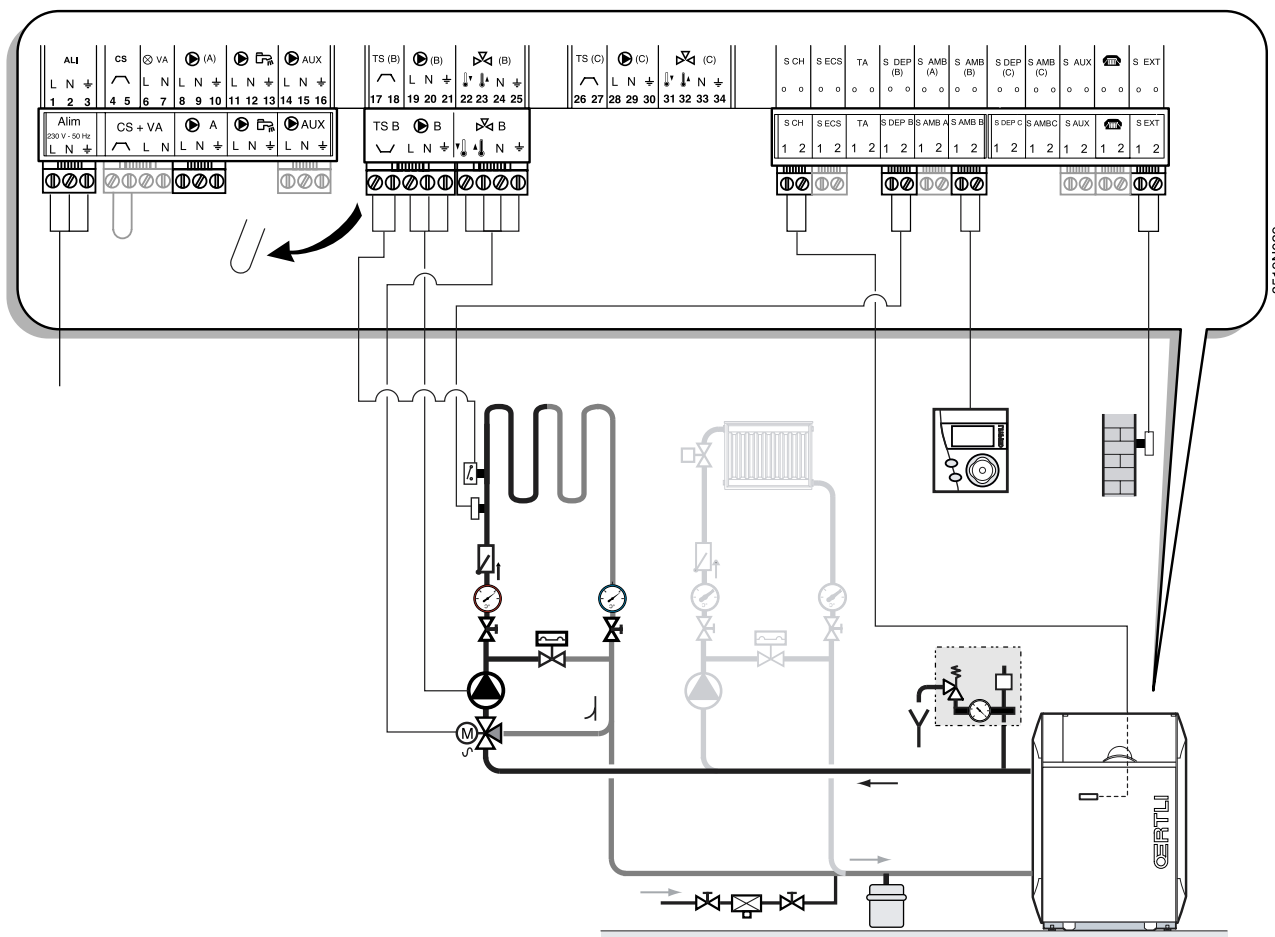 ALI CS VA (A) AUX TS (B) (B) (B) TS (C) (C) (C) S CH S ECS TA S DEP (B) S AMB (A) S AMB (B) S DEP (C) S AMB (C) S AUX S EXT
L N L N L N L N L N L N N L N N
1 2 3 4 5 6 7 8 9 10 11 12 13 14 15 16 17 18 19 20 21 22 23 24 25 26 27 28 29 30 31 32 33 34
Alim CS + VA A AUX TS B B B S CH S ECS TA S DEP B S AMB A S AMB B S DEP C S AMBC S AUX S EXT
230 V - 50 Hz
L N L N L N L N L N L N N 1 2 1 2 1 2 1 2 1 2 1 2 1 2 1 2 1 2 1 2 1 2
M
ŒRTLI